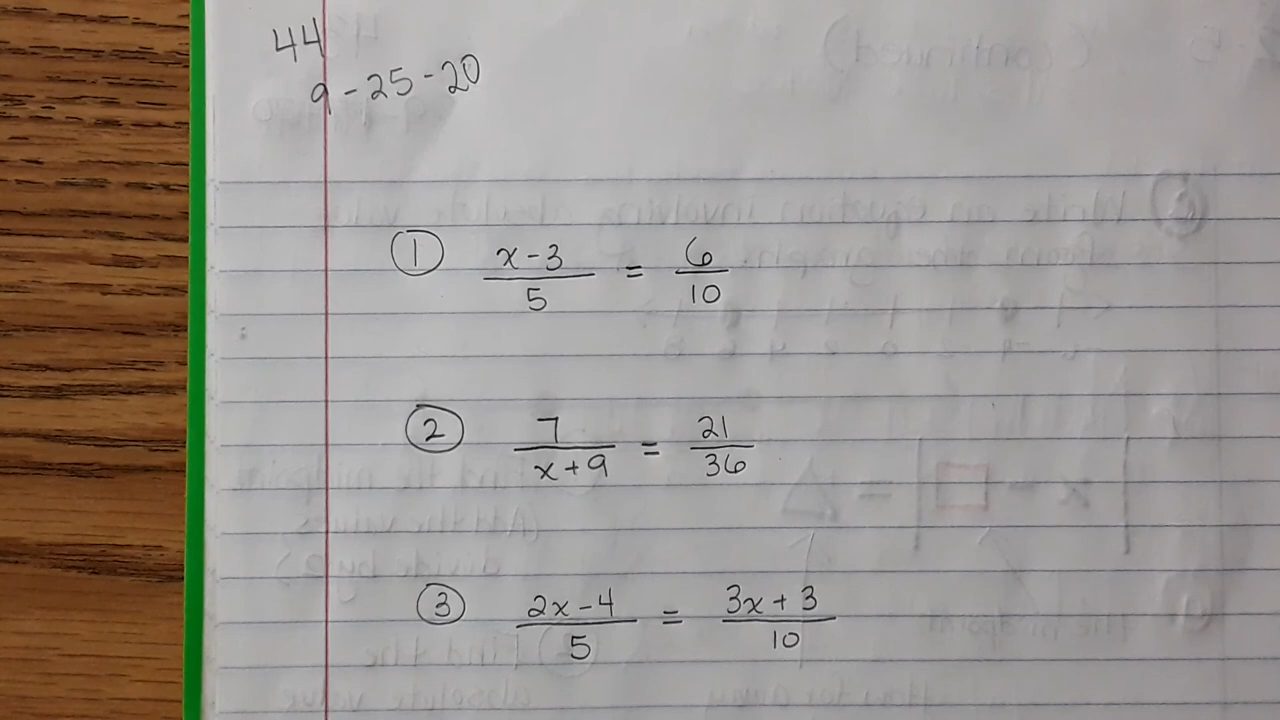 44
9-25-20
① x-3/5 = 6/10
② 7/x+9 = 21/36
③ 2x-4/5 = 3x+3/10